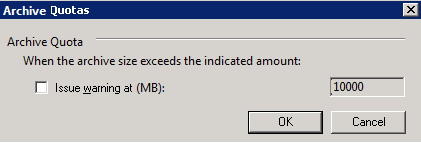 Archive Quotas
Archive Quota
When the archive size exceeds the indicated amount:
Issue warning at (MB): 10000
OK Cancel